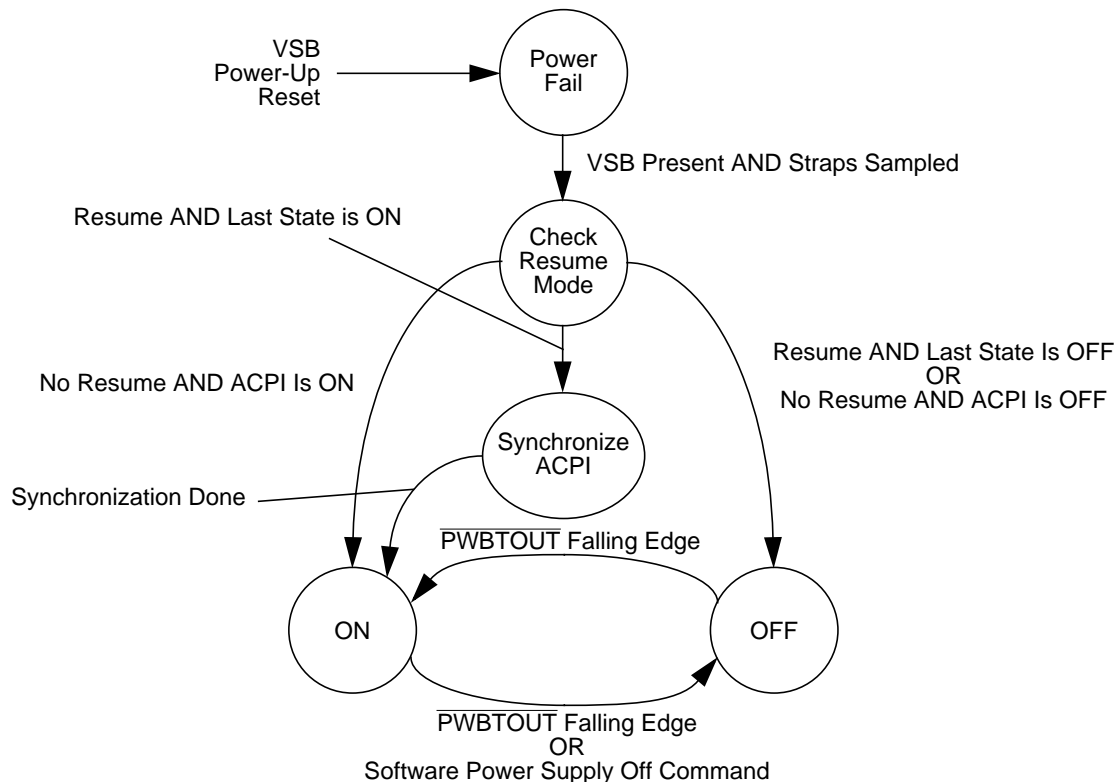 VSB
Power-Up
Reset
Power
Fail
VSB Present AND Straps Sampled
Resume AND Last State is ON
Check
Resume
Mode
No Resume AND ACPI Is ON
Resume AND Last State Is OFF
OR
No Resume AND ACPI Is OFF
Synchronize
ACPI
Synchronization Done
PWBTOUT Falling Edge
ON
OFF
PWBTOUT Falling Edge
OR
Software Power Supply Off Command